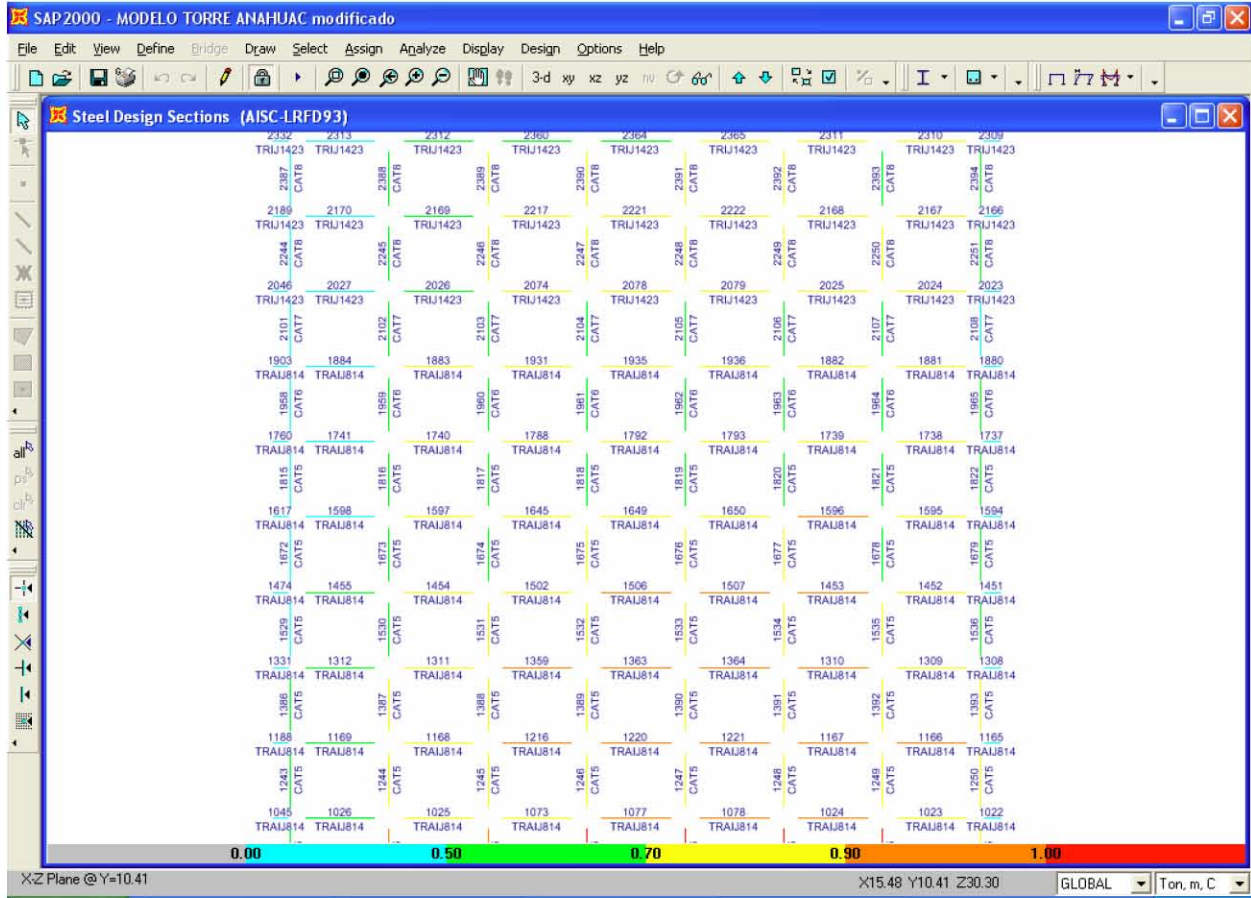 SAP2000 - MODELO TORRE ANAHUAC modificado
File Edit View Define Bridge Draw Select Assign Analyze Display Design Options Help
3-d xy xz yz nv
Steel Design Sections (AISC-LRFD93)
2332 2313 2312 2360 2364 2365 2311 2310 2309
TRIJ1423 TRIJ1423 TRIJ1423 TRIJ1423 TRIJ1423 TRIJ1423 TRIJ1423 TRIJ1423 TRIJ1423
2387 CAT8 2388 CAT8 2389 CAT8 2390 CAT8 2391 CAT8 2392 CAT8 2393 CAT8 2394 CAT8
2189 2170 2169 2217 2221 2222 2168 2167 2166
TRIJ1423 TRIJ1423 TRIJ1423 TRIJ1423 TRIJ1423 TRIJ1423 TRIJ1423 TRIJ1423 TRIJ1423
2244 CAT8 2245 CAT8 2246 CAT8 2247 CAT8 2248 CAT8 2249 CAT8 2250 CAT8 2251 CAT8
2046 2027 2026 2074 2078 2079 2025 2024 2023
TRIJ1423 TRIJ1423 TRIJ1423 TRIJ1423 TRIJ1423 TRIJ1423 TRIJ1423 TRIJ1423 TRIJ1423
2101 CAT7 2102 CAT7 2103 CAT7 2104 CAT7 2105 CAT7 2106 CAT7 2107 CAT7 2108 CAT7
1903 1884 1883 1931 1935 1936 1882 1881 1880
TRAIJ814 TRAIJ814 TRAIJ814 TRAIJ814 TRAIJ814 TRAIJ814 TRAIJ814 TRAIJ814 TRAIJ814
1958 CAT6 1959 CAT6 1960 CAT6 1961 CAT6 1962 CAT6 1963 CAT6 1964 CAT6 1965 CAT6
1760 1741 1740 1788 1792 1793 1739 1738 1737
TRAIJ814 TRAIJ814 TRAIJ814 TRAIJ814 TRAIJ814 TRAIJ814 TRAIJ814 TRAIJ814 TRAIJ814
1815 CAT5 1816 CAT5 1817 CAT5 1818 CAT5 1819 CAT5 1820 CAT5 1821 CAT5 1822 CAT5
1617 1598 1597 1645 1649 1650 1596 1595 1594
TRAIJ814 TRAIJ814 TRAIJ814 TRAIJ814 TRAIJ814 TRAIJ814 TRAIJ814 TRAIJ814 TRAIJ814
1672 CAT5 1673 CAT5 1674 CAT5 1675 CAT5 1676 CAT5 1677 CAT5 1678 CAT5 1679 CAT5
1474 1455 1454 1502 1506 1507 1453 1452 1451
TRAIJ814 TRAIJ814 TRAIJ814 TRAIJ814 TRAIJ814 TRAIJ814 TRAIJ814 TRAIJ814 TRAIJ814
1529 CAT5 1530 CAT5 1531 CAT5 1532 CAT5 1533 CAT5 1534 CAT5 1535 CAT5 1536 CAT5
1331 1312 1311 1359 1363 1364 1310 1309 1308
TRAIJ814 TRAIJ814 TRAIJ814 TRAIJ814 TRAIJ814 TRAIJ814 TRAIJ814 TRAIJ814 TRAIJ814
1386 CAT5 1387 CAT5 1388 CAT5 1389 CAT5 1390 CAT5 1391 CAT5 1392 CAT5 1393 CAT5
1188 1169 1168 1216 1220 1221 1167 1166 1165
TRAIJ814 TRAIJ814 TRAIJ814 TRAIJ814 TRAIJ814 TRAIJ814 TRAIJ814 TRAIJ814 TRAIJ814
1243 CAT5 1244 CAT5 1245 CAT5 1246 CAT5 1247 CAT5 1248 CAT5 1249 CAT5 1250 CAT5
1045 1026 1025 1073 1077 1078 1024 1023 1022
TRAIJ814 TRAIJ814 TRAIJ814 TRAIJ814 TRAIJ814 TRAIJ814 TRAIJ814 TRAIJ814 TRAIJ814
all
ps
clr
0.00 0.50 0.70 0.90 1.00
X-Z Plane @ Y=10.41
X15.48 Y10.41 Z30.30
GLOBAL
Ton, m, C